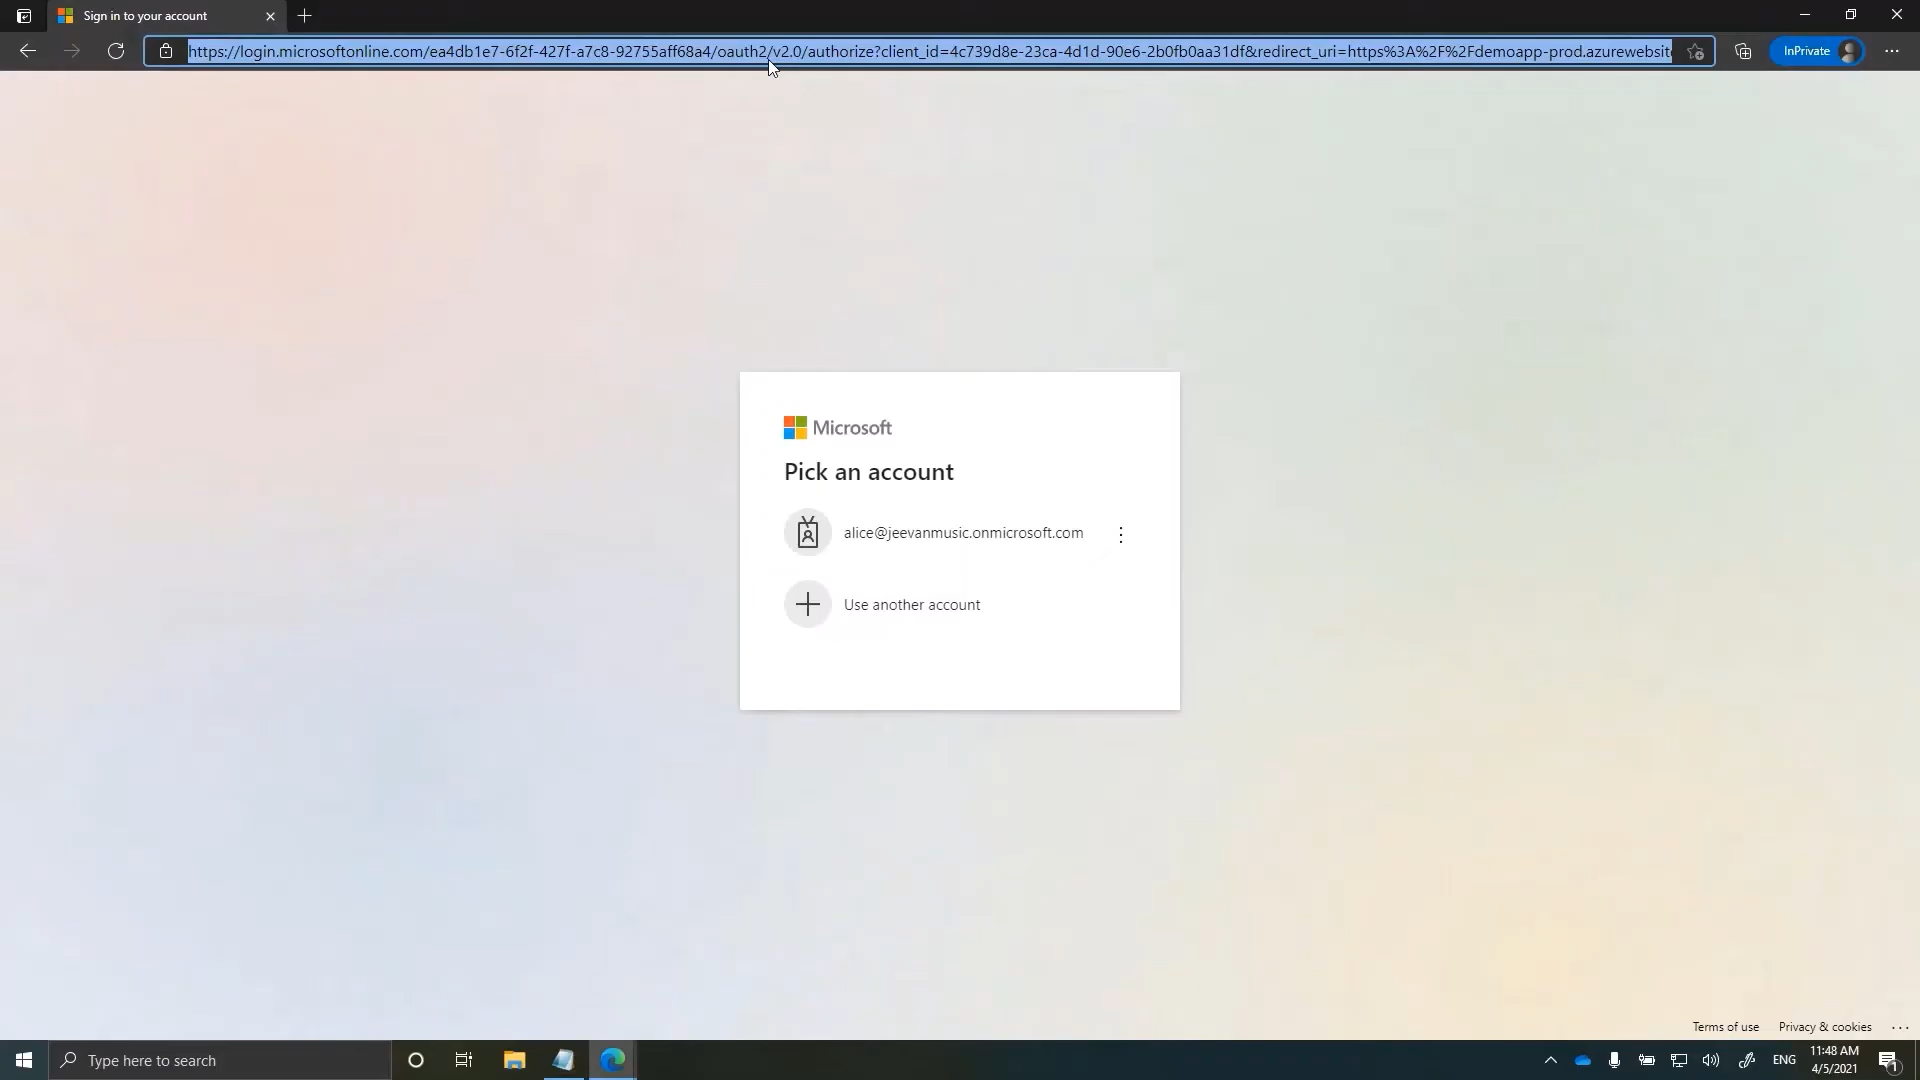 Sign in to your account
https://login.microsoftonline.com/ea4db1e7-6f2f-427f-a7c8-92755aff68a4/oauth2/v2.0/authorize?client_id=4c739d8e-23ca-4d1d-90e6-2b0fb0aa31df&redirect_uri=https%3A%2F%2Fdemoapp-prod.azurewebsite
InPrivate
Microsoft
Pick an account
alice@jeevanmusic.onmicrosoft.com
Use another account
Terms of use Privacy & cookies ...
Type here to search
ENG
11:48 AM
4/5/2021
1